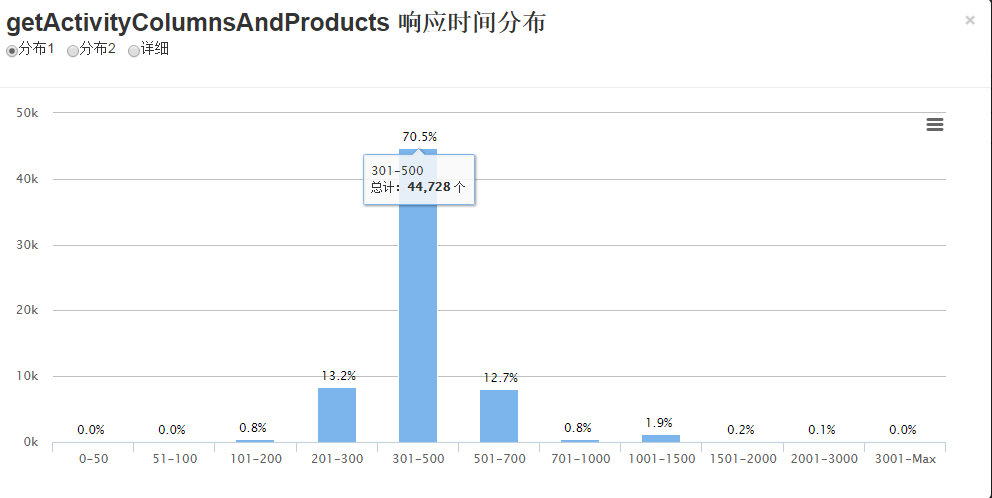 getActivityColumnsAndProducts 响应时间分布
×
分布1 分布2 详细
50k
70.5%
301-500
总计: 44,728 个
40k
30k
20k
13.2%
12.7%
10k
0.0% 0.0% 0.8% 0.8% 1.9% 0.2% 0.1% 0.0%
0k
0-50 51-100 101-200 201-300 301-500 501-700 701-1000 1001-1500 1501-2000 2001-3000 3001-Max